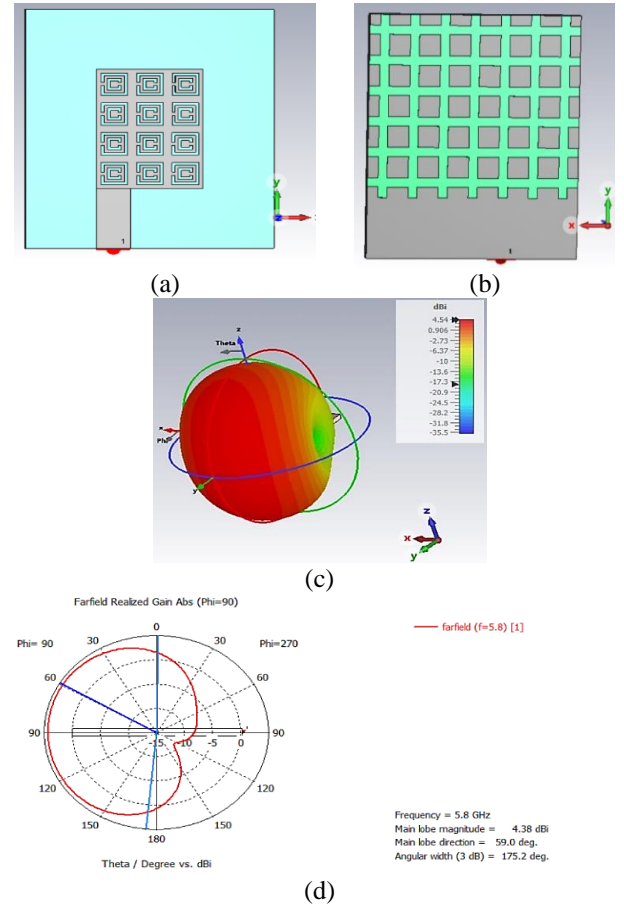 y
z
1
y
x
1
(a) (b)
dBi
4.54
0.906
-2.73
-6.37
-10
-13.6
-17.3
-20.9
-24.5
-28.2
-31.8
-35.5
z
Theta
x
Phi
y
z
x
y
(c)
Farfield Realized Gain Abs (Phi=90)
farfield (f=5.8) [1]
Phi= 90 30 0 30 Phi=270
60 60
90 -15 -10 -5 0 90
120 120
150 180 150
Theta / Degree vs. dBi
Frequency = 5.8 GHz
Main lobe magnitude = 4.38 dBi
Main lobe direction = 59.0 deg.
Angular width (3 dB) = 175.2 deg.
(d)